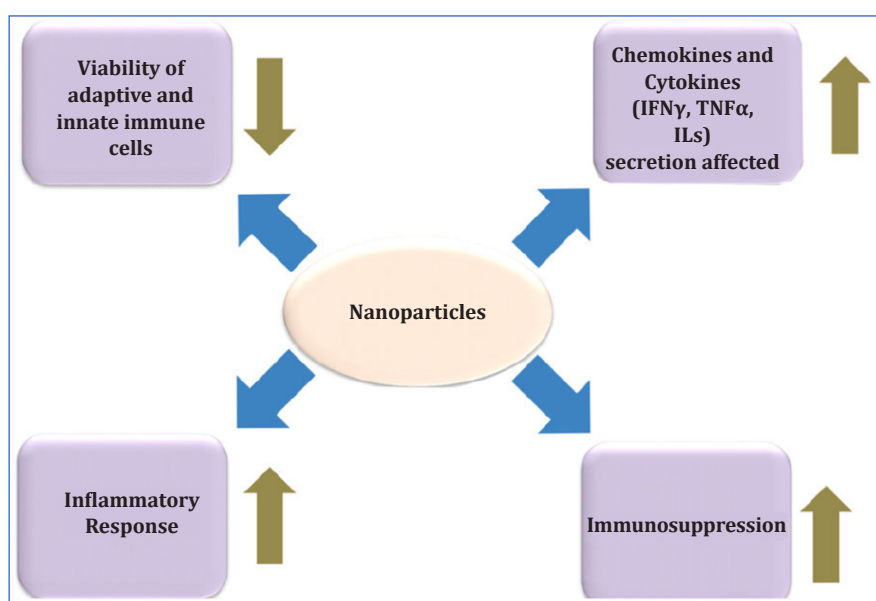 Viability of
adaptive and
innate immune
cells
Chemokines and
Cytokines
(IFNγ, TNFα,
ILs)
secretion affected
Nanoparticles
Inflammatory
Response
Immunosuppression